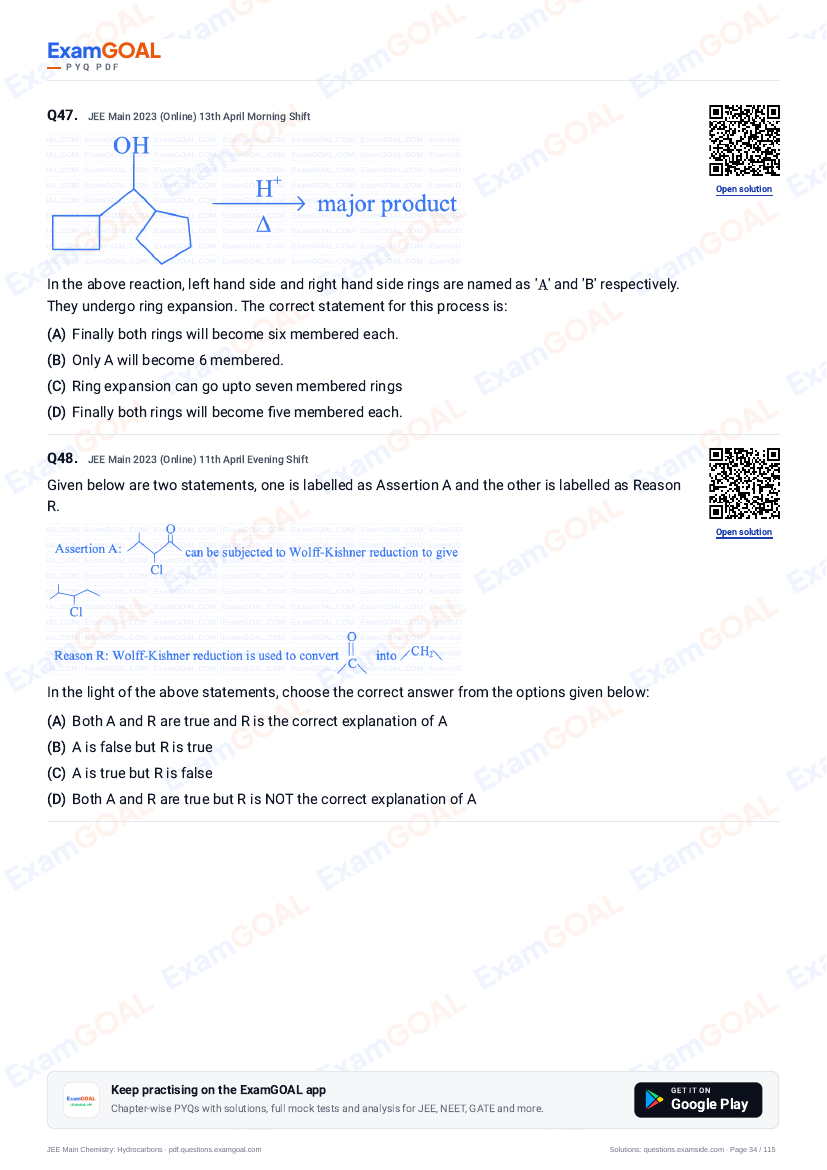 ExamGOAL
PYQ PDF
Q47. JEE Main 2023 (Online) 13th April Morning Shift
Open solution
OH
H+
Δ
major product
In the above reaction, left hand side and right hand side rings are named as 'A' and 'B' respectively.
They undergo ring expansion. The correct statement for this process is:
(A) Finally both rings will become six membered each.
(B) Only A will become 6 membered.
(C) Ring expansion can go upto seven membered rings
(D) Finally both rings will become five membered each.
Q48. JEE Main 2023 (Online) 11th April Evening Shift
Open solution
Given below are two statements, one is labelled as Assertion A and the other is labelled as Reason
R.
O
Assertion A: can be subjected to Wolff-Kishner reduction to give
Cl
Cl
O
Reason R: Wolff-Kishner reduction is used to convert C into CH2
In the light of the above statements, choose the correct answer from the options given below:
(A) Both A and R are true and R is the correct explanation of A
(B) A is false but R is true
(C) A is true but R is false
(D) Both A and R are true but R is NOT the correct explanation of A
Keep practising on the ExamGOAL app
Chapter-wise PYQs with solutions, full mock tests and analysis for JEE, NEET, GATE and more.
GET IT ON
Google Play
JEE Main Chemistry: Hydrocarbons · pdf.questions.examgoal.com
Solutions: questions.examside.com · Page 34 / 115